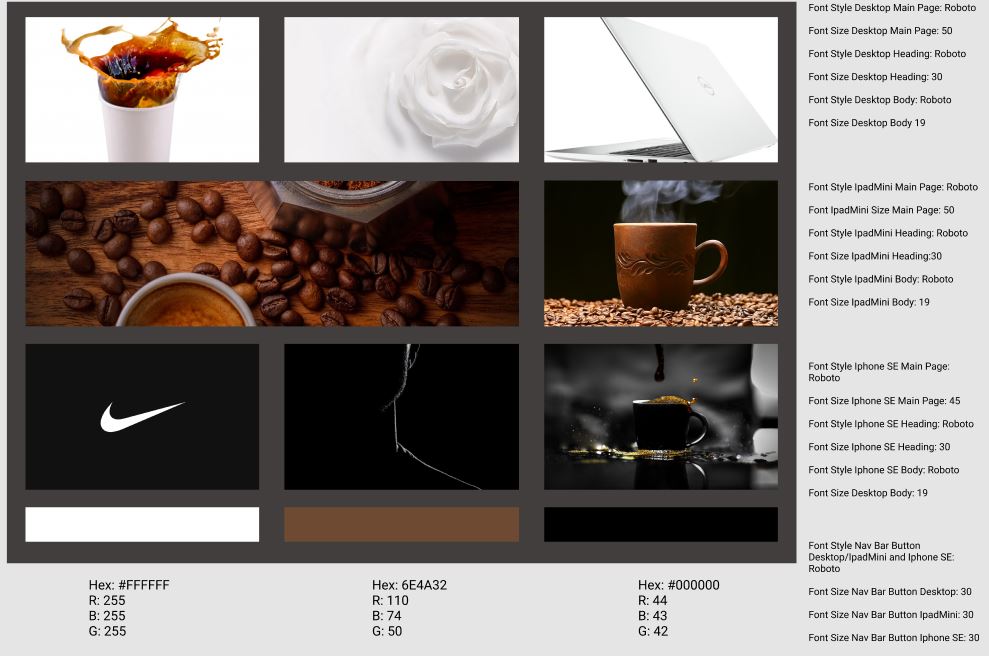 Font Style Desktop Main Page: Roboto
Font Size Desktop Main Page: 50
Font Style Desktop Heading: Roboto
Font Size Desktop Heading: 30
Font Style Desktop Body: Roboto
Font Size Desktop Body 19
Font Style IpadMini Main Page: Roboto
Font IpadMini Size Main Page: 50
Font Style IpadMini Heading: Roboto
Font Size IpadMini Heading:30
Font Style IpadMini Body: Roboto
Font Size IpadMini Body: 19
Font Style Iphone SE Main Page:
Roboto
Font Size Iphone SE Main Page: 45
Font Style Iphone SE Heading: Roboto
Font Size Iphone SE Heading: 30
Font Style Iphone SE Body: Roboto
Font Size Desktop Body: 19
Font Style Nav Bar Button
Desktop/IpadMini and Iphone SE:
Roboto
Font Size Nav Bar Button Desktop: 30
Font Size Nav Bar Button IpadMini: 30
Font Size Nav Bar Button Iphone SE: 30
Hex: #FFFFFF
R: 255
B: 255
G: 255
Hex: 6E4A32
R: 110
B: 74
G: 50
Hex: #000000
R: 44
B: 43
G: 42